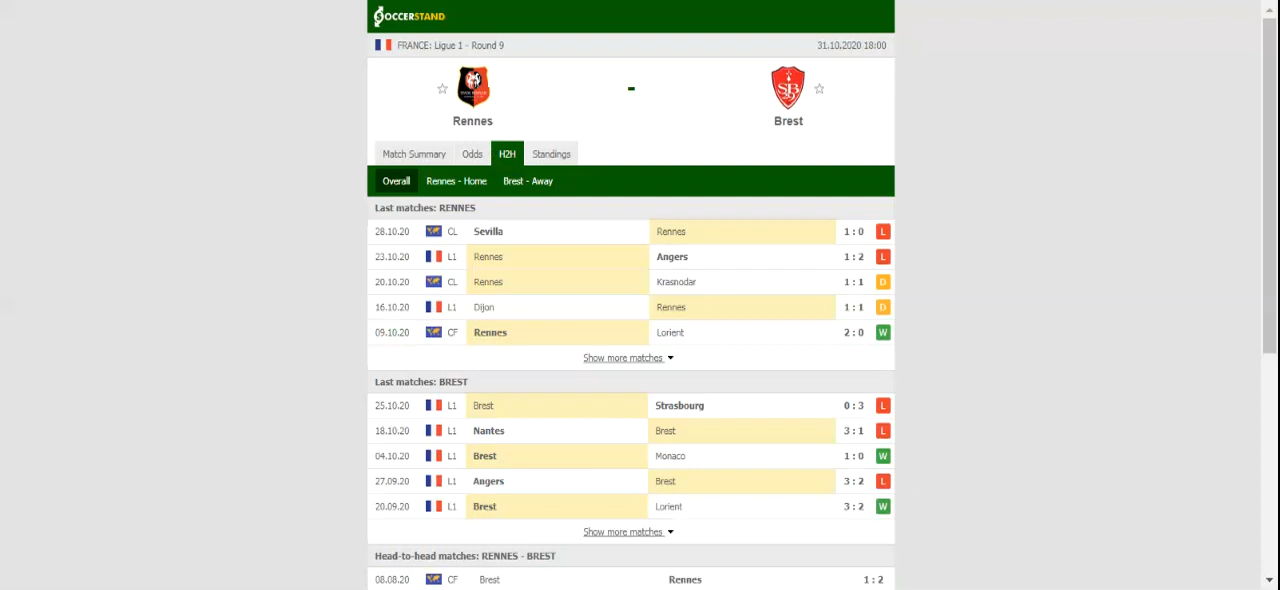 SOCCERSTAND
FRANCE: Ligue 1 - Round 9 31.10.2020 18:00
-
Rennes Brest
Match Summary Odds H2H Standings
Overall Rennes - Home Brest - Away
Last matches: RENNES
28.10.20 CL Sevilla Rennes 1 : 0 L
23.10.20 L1 Rennes Angers 1 : 2 L
20.10.20 CL Rennes Krasnodar 1 : 1 D
16.10.20 L1 Dijon Rennes 1 : 1 D
09.10.20 CF Rennes Lorient 2 : 0 W
Show more matches
Last matches: BREST
25.10.20 L1 Brest Strasbourg 0 : 3 L
18.10.20 L1 Nantes Brest 3 : 1 L
04.10.20 L1 Brest Monaco 1 : 0 W
27.09.20 L1 Angers Brest 3 : 2 L
20.09.20 L1 Brest Lorient 3 : 2 W
Show more matches
Head-to-head matches: RENNES - BREST
08.08.20 CF Brest Rennes 1 : 2